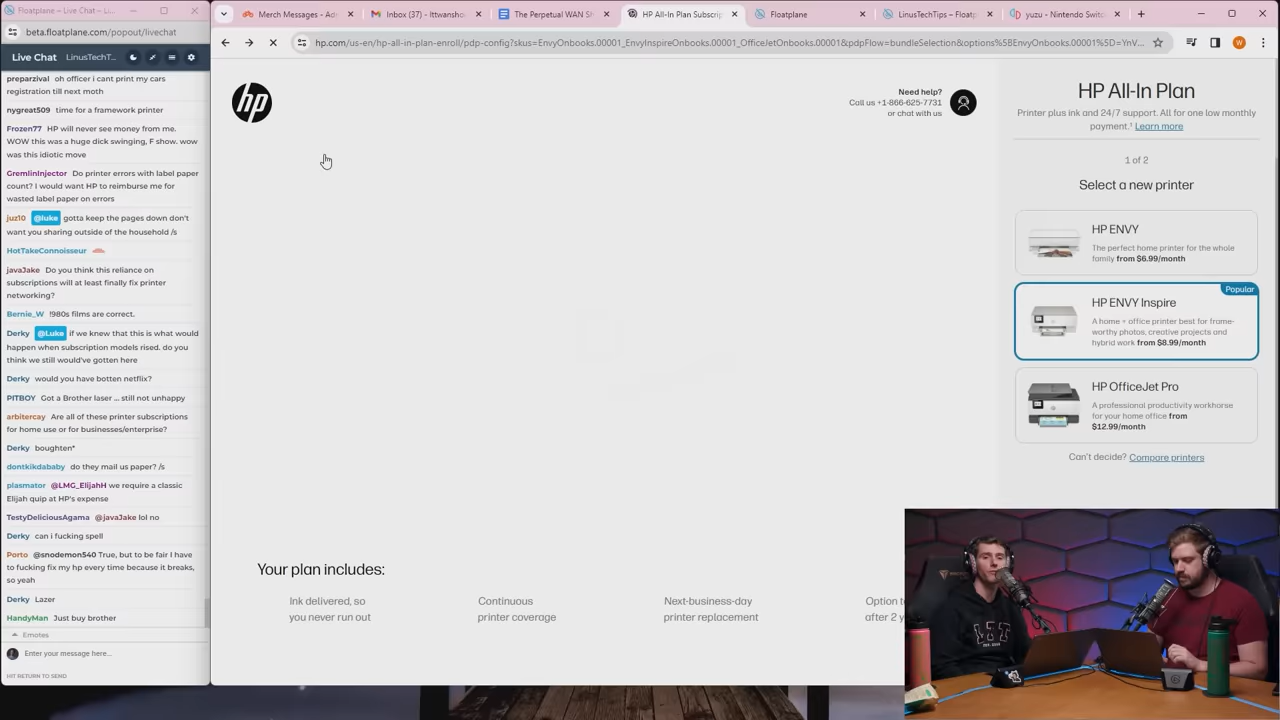 Floatplane – Live Chat – LinusTe
beta.floatplane.com/popout/livechat
Live Chat LinusTechT...
preparzival oh officer i cant print my cars
registration till next moth
nygreat509 time for a framework printer
Frozen77 HP will never see money from me.
WOW this was a huge dick swinging, F show. wow
was this idiotic move
GremlinInjector Do printer errors with label paper
count? I would want HP to reimburse me for
wasted label paper on errors
juz10 @luke gotta keep the pages down don't
want you sharing outside of the household /s
HotTakeConnoisseur
javaJake Do you think this reliance on
subscriptions will at least finally fix printer
networking?
Bernie_W !980s films are correct.
Derky @Luke if we knew that this is what would
happen when subscription models rised. do you
think we still would've gotten here
Derky would you have botten netflix?
PITBOY Got a Brother laser ... still not unhappy
arbitercay Are all of these printer subscriptions
for home use or for businesses/enterprise?
Derky boughten*
dontkikdababy do they mail us paper? /s
plasmator @LMG_ElijahH we require a classic
Elijah quip at HP's expense
TestyDeliciousAgama @javaJake lol no
Derky can i fucking spell
Porto @snodemon540 True, but to be fair I have
to fucking fix my hp every time because it breaks,
so yeah
Derky Lazer
HandyMan Just buy brother
Emotes
Enter your message here...
HIT RETURN TO SEND
Merch Messages - Ad
Inbox (37) - lttwansho
The Perpetual WAN Sh
HP All-In Plan Subscrip
Floatplane
LinusTechTips – Floatp
yuzu - Nintendo Switc
hp.com/us-en/hp-all-in-plan-enroll/pdp-config?skus=EnvyOnbooks.00001_EnvyInspireOnbooks.00001_OfficeJetOnbooks.00001&pdpFlow=bundleSelection&options%5BEnvyOnbooks.00001%5D=YnV...
W
hp
Need help?
Call us +1-866-625-7731
or chat with us
HP All-In Plan
Printer plus ink and 24/7 support. All for one low monthly
payment.¹ Learn more
1 of 2
Select a new printer
HP ENVY
The perfect home printer for the whole
family from $6.99/month
Popular
HP ENVY Inspire
A home + office printer best for frame-
worthy photos, creative projects and
hybrid work from $8.99/month
HP OfficeJet Pro
A professional productivity workhorse
for your home office from
$12.99/month
Can't decide? Compare printers
Your plan includes:
Ink delivered, so
you never run out
Continuous
printer coverage
Next-business-day
printer replacement
Option t
after 2 y